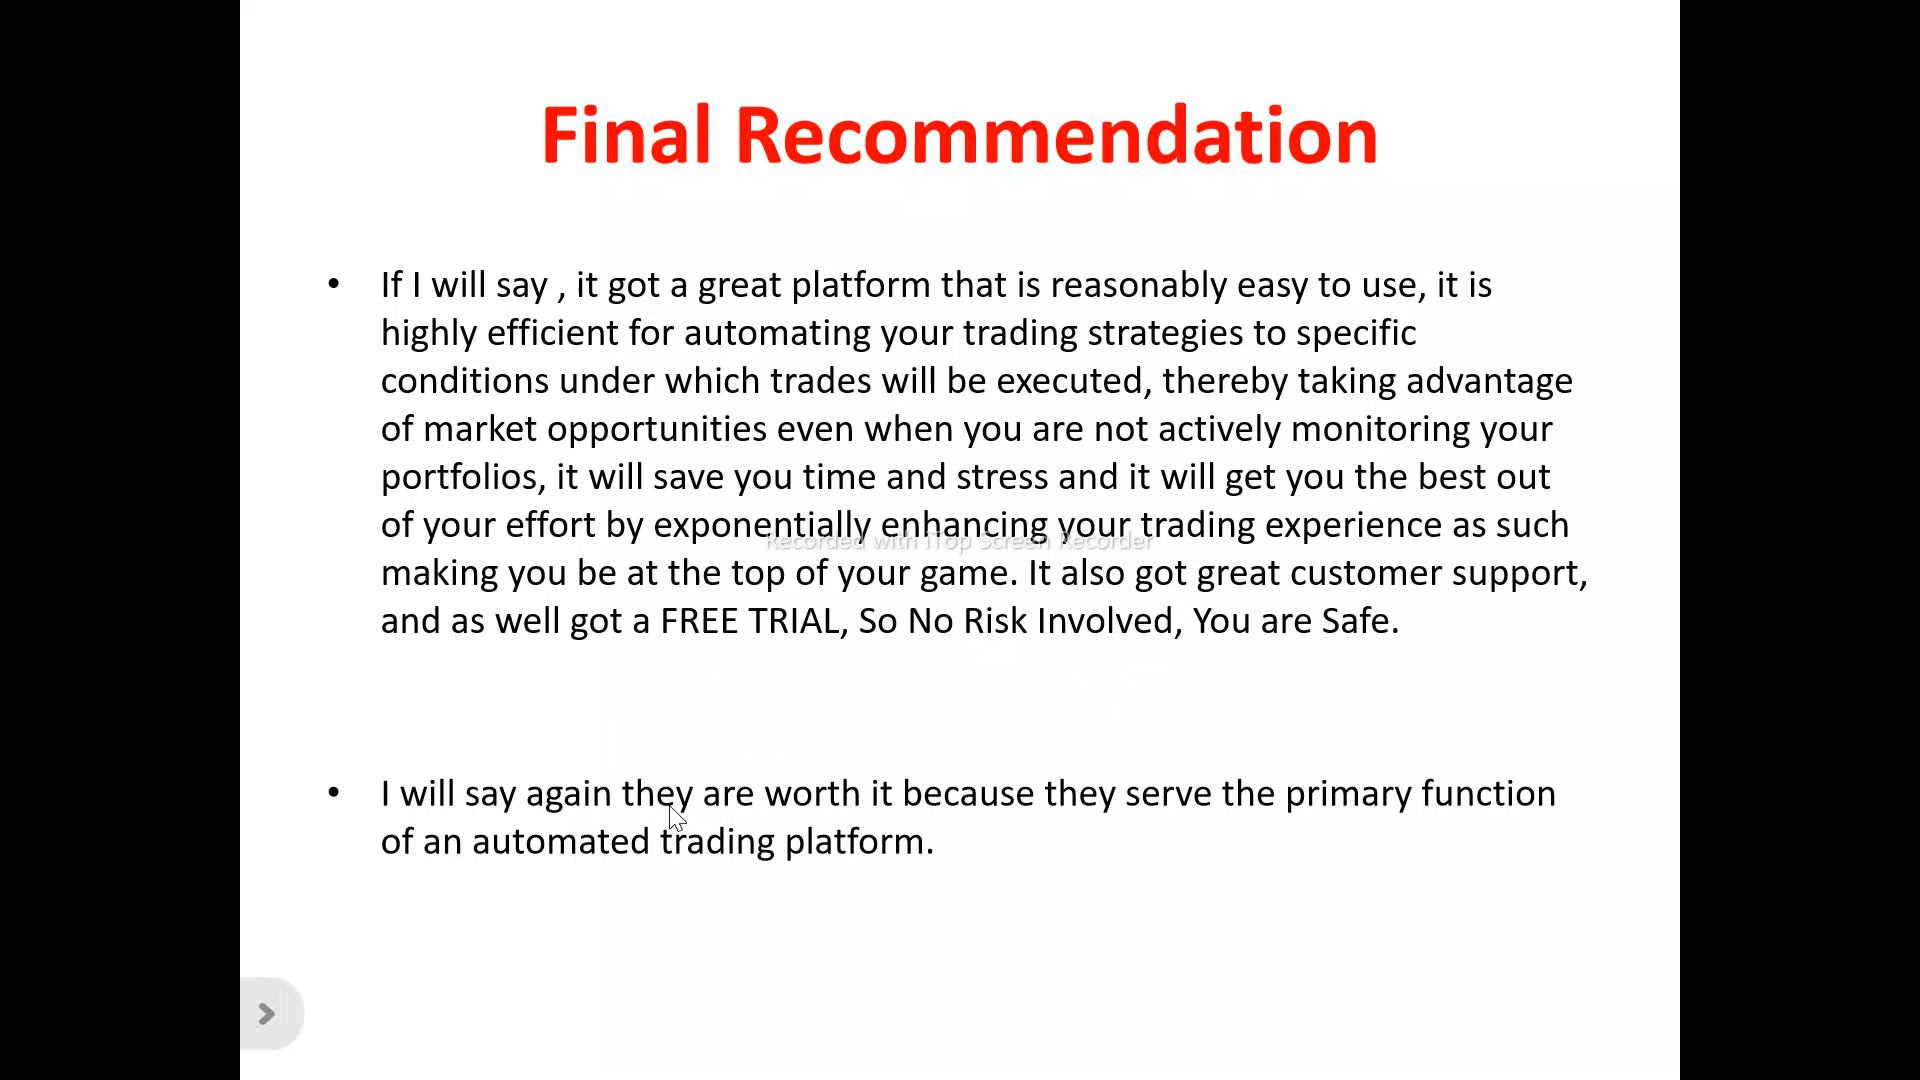 Final Recommendation
• If I will say , it got a great platform that is reasonably easy to use, it is
highly efficient for automating your trading strategies to specific
conditions under which trades will be executed, thereby taking advantage
of market opportunities even when you are not actively monitoring your
portfolios, it will save you time and stress and it will get you the best out
of your effort by exponentially enhancing your trading experience as such
Recorded with iTop Screen Recorder
making you be at the top of your game. It also got great customer support,
and as well got a FREE TRIAL, So No Risk Involved, You are Safe.
• I will say again they are worth it because they serve the primary function
of an automated trading platform.